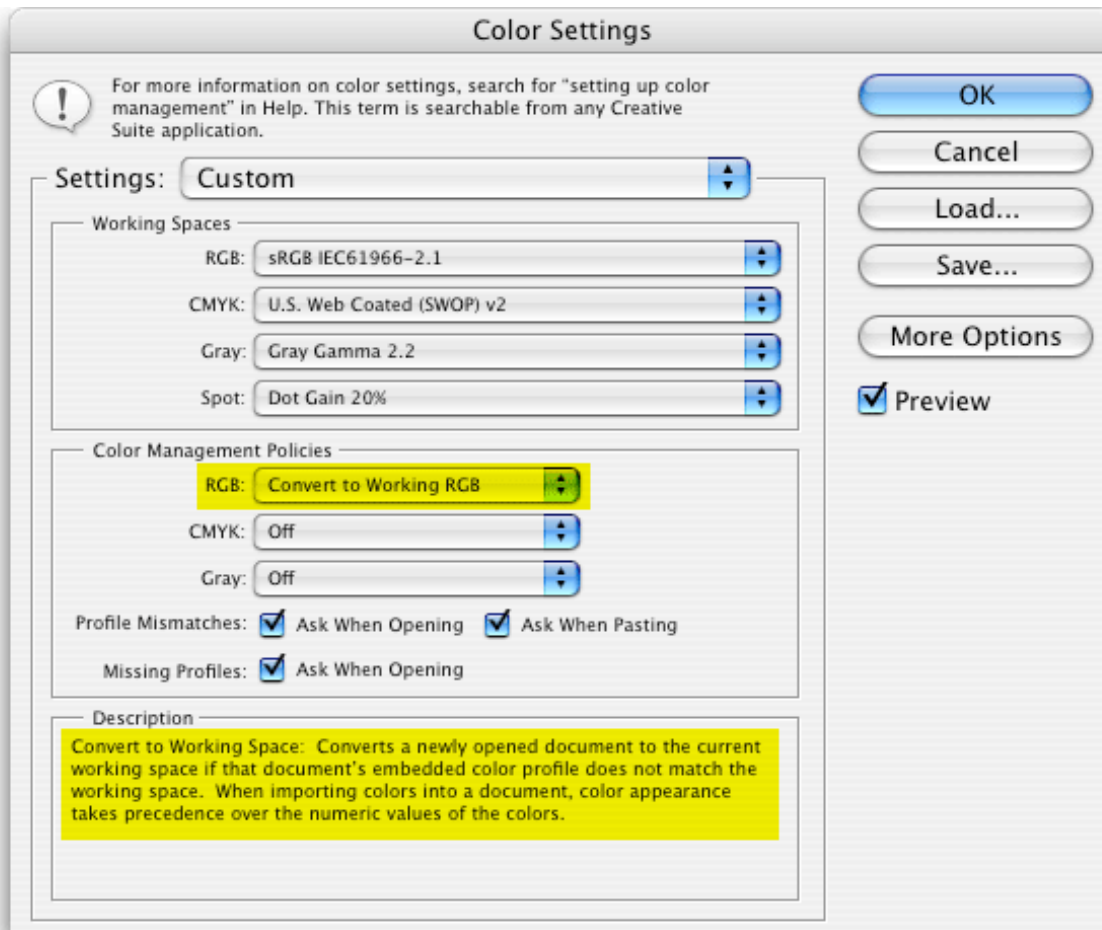 Color Settings
For more information on color settings, search for “setting up color
management” in Help. This term is searchable from any Creative
Suite application.
OK
Cancel
Load...
Save...
More Options
Preview
Settings: Custom
Working Spaces
RGB: sRGB IEC61966-2.1
CMYK: U.S. Web Coated (SWOP) v2
Gray: Gray Gamma 2.2
Spot: Dot Gain 20%
Color Management Policies
RGB: Convert to Working RGB
CMYK: Off
Gray: Off
Profile Mismatches: Ask When Opening Ask When Pasting
Missing Profiles: Ask When Opening
Description
Convert to Working Space: Converts a newly opened document to the current
working space if that document’s embedded color profile does not match the
working space. When importing colors into a document, color appearance
takes precedence over the numeric values of the colors.